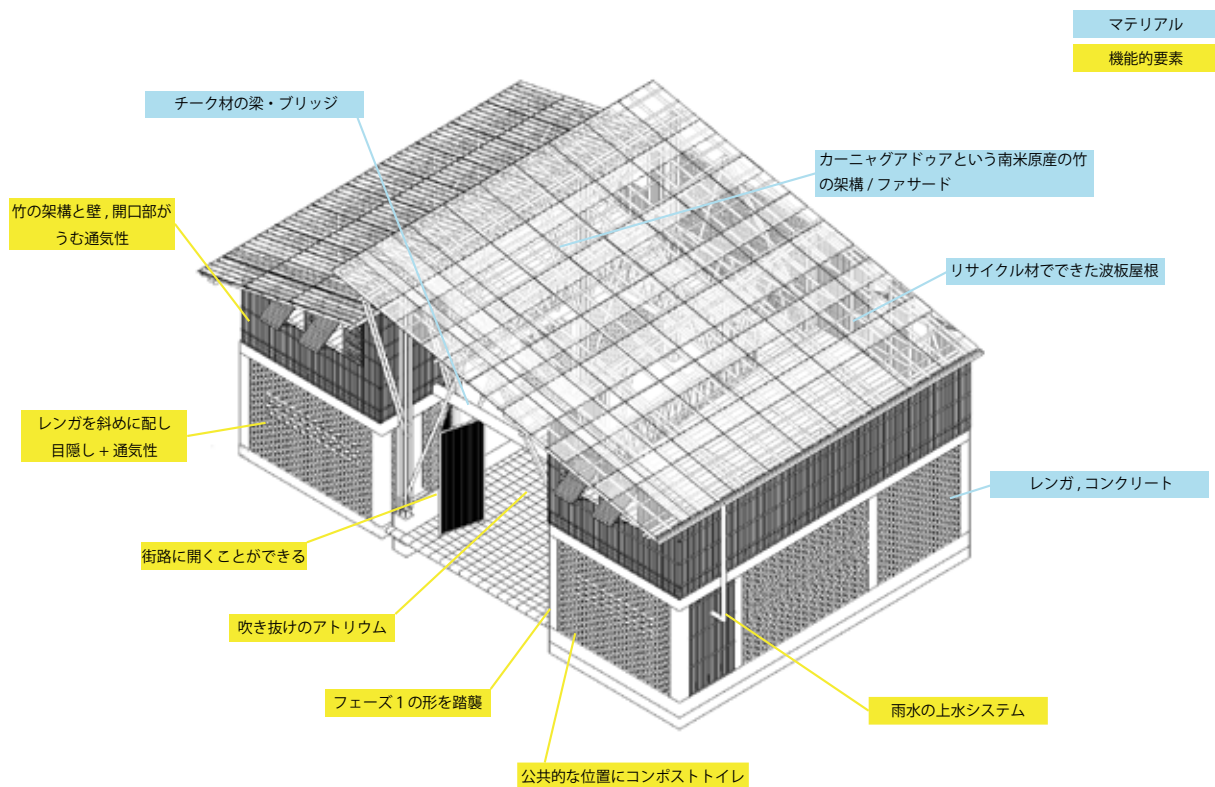 マテリアル
機能的要素
チーク材の梁・ブリッジ
カーニャグアドゥアという南米原産の竹
の架構 / ファサード
竹の架構と壁 , 開口部が
うむ通気性
リサイクル材でできた波板屋根
レンガを斜めに配し
目隠し + 通気性
レンガ , コンクリート
街路に開くことができる
吹き抜けのアトリウム
フェーズ 1 の形を踏襲
雨水の上水システム
公共的な位置にコンポストトイレ